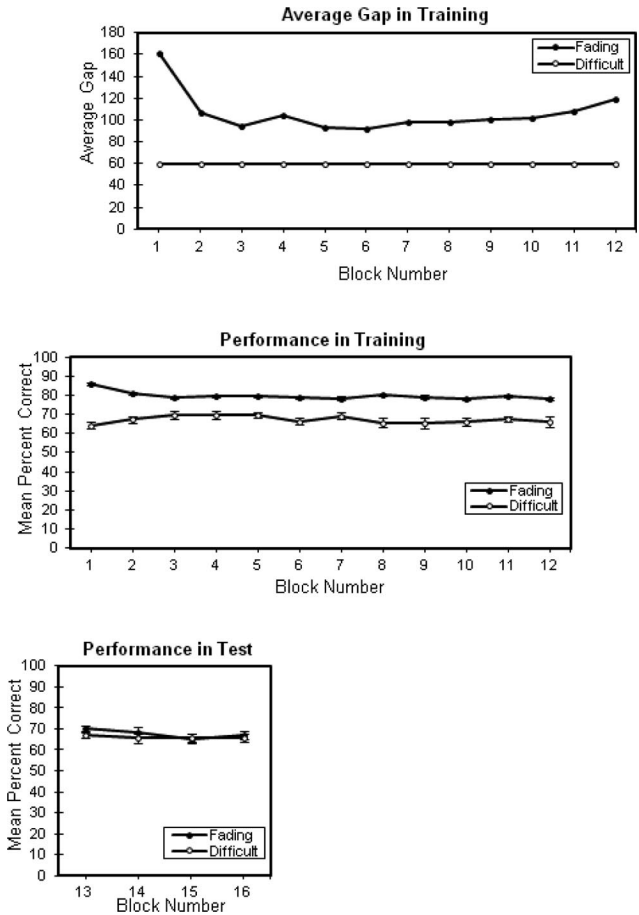 Average Gap in Training
Average Gap
180
160
140
120
100
80
60
40
20
0
Fading
Difficult
1 2 3 4 5 6 7 8 9 10 11 12
Block Number
Performance in Training
Mean Percent Correct
100
90
80
70
60
50
40
30
20
10
0
Fading
Difficult
1 2 3 4 5 6 7 8 9 10 11 12
Block Number
Performance in Test
Mean Percent Correct
100
90
80
70
60
50
40
30
20
10
0
Fading
Difficult
13 14 15 16
Block Number